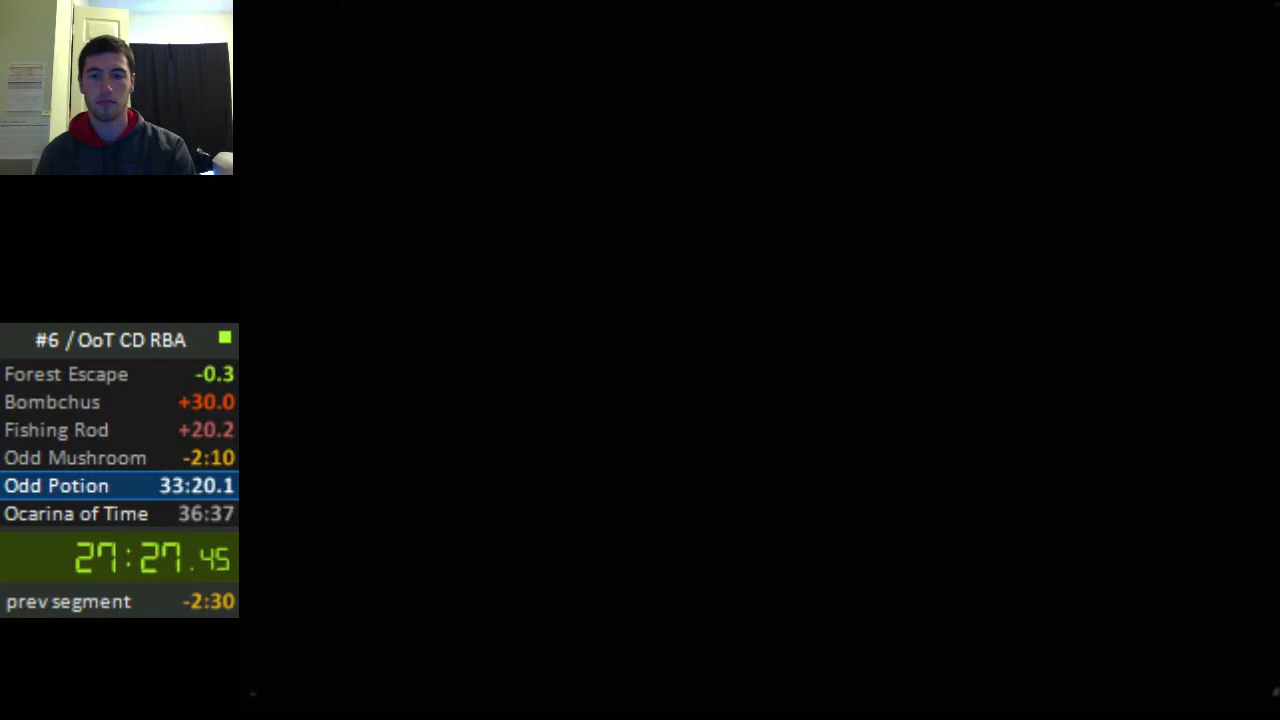 #6 / OoT CD RBA
Forest Escape -0.3
Bombchus +30.0
Fishing Rod +20.2
Odd Mushroom -2:10
Odd Potion 33:20.1
Ocarina of Time 36:37
27:27.45
prev segment -2:30